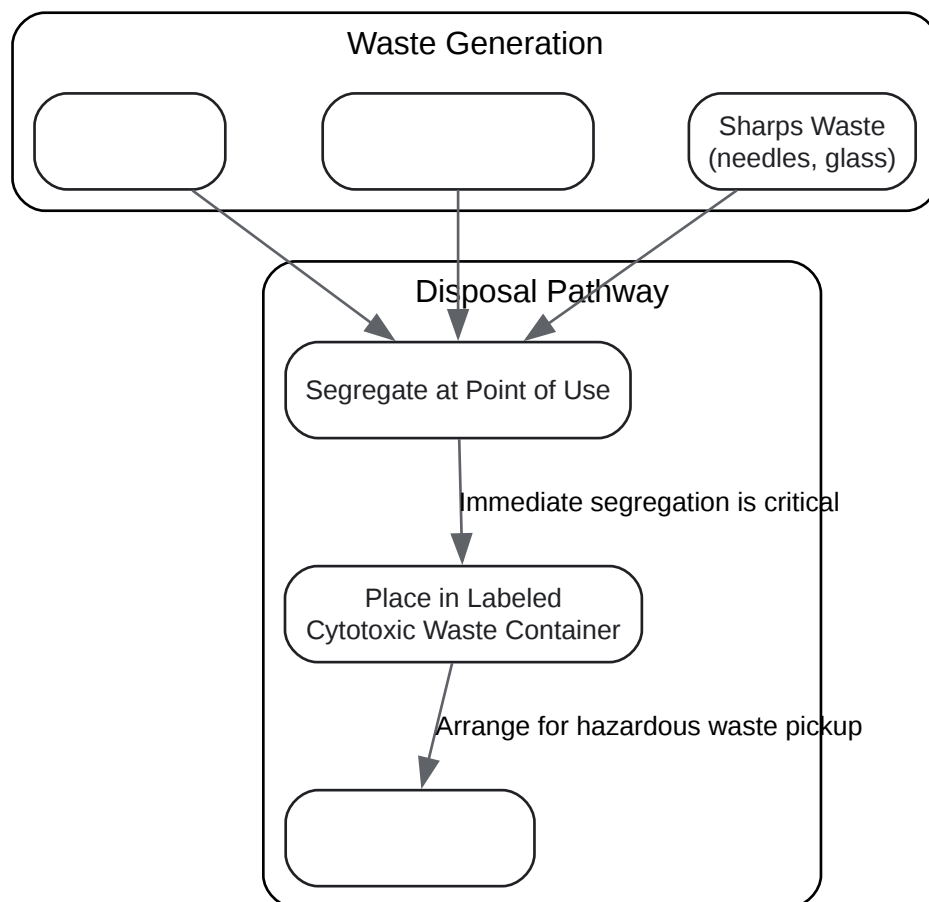 Waste Generation
Sharps Waste
(needles, glass)
Disposal Pathway
Segregate at Point of Use
Immediate segregation is critical
Place in Labeled
Cytotoxic Waste Container
Arrange for hazardous waste pickup